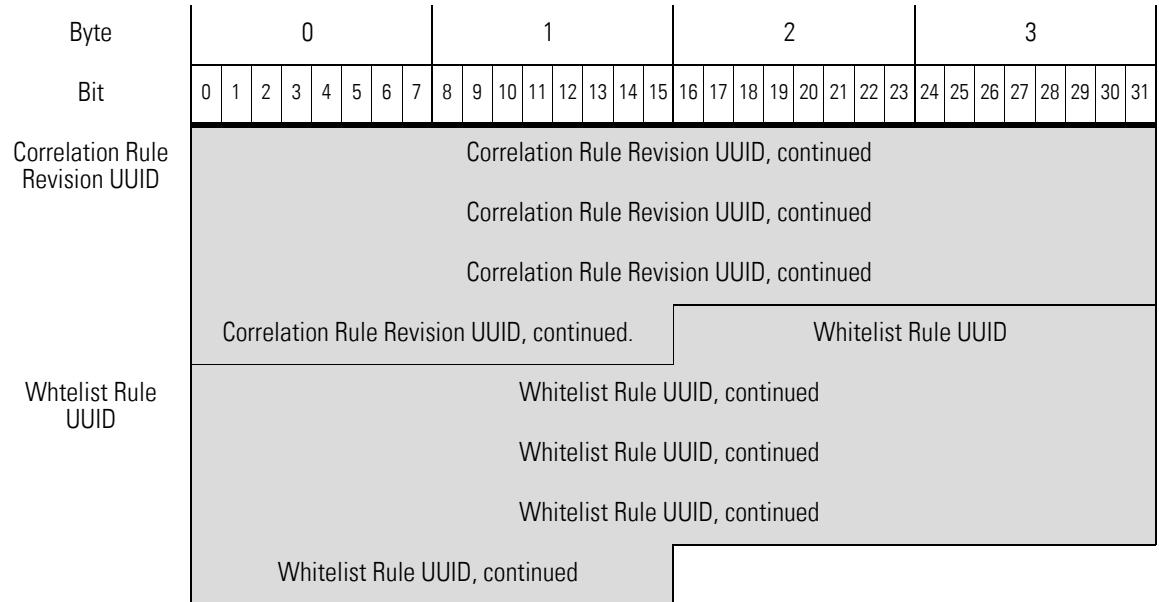 Byte 0 1 2 3
Bit 0 1 2 3 4 5 6 7 8 9 10 11 12 13 14 15 16 17 18 19 20 21 22 23 24 25 26 27 28 29 30 31
Correlation Rule
Revision UUID
Correlation Rule Revision UUID, continued
Correlation Rule Revision UUID, continued
Correlation Rule Revision UUID, continued
Correlation Rule Revision UUID, continued. Whitelist Rule UUID
Whtelist Rule
UUID
Whitelist Rule UUID, continued
Whitelist Rule UUID, continued
Whitelist Rule UUID, continued
Whitelist Rule UUID, continued